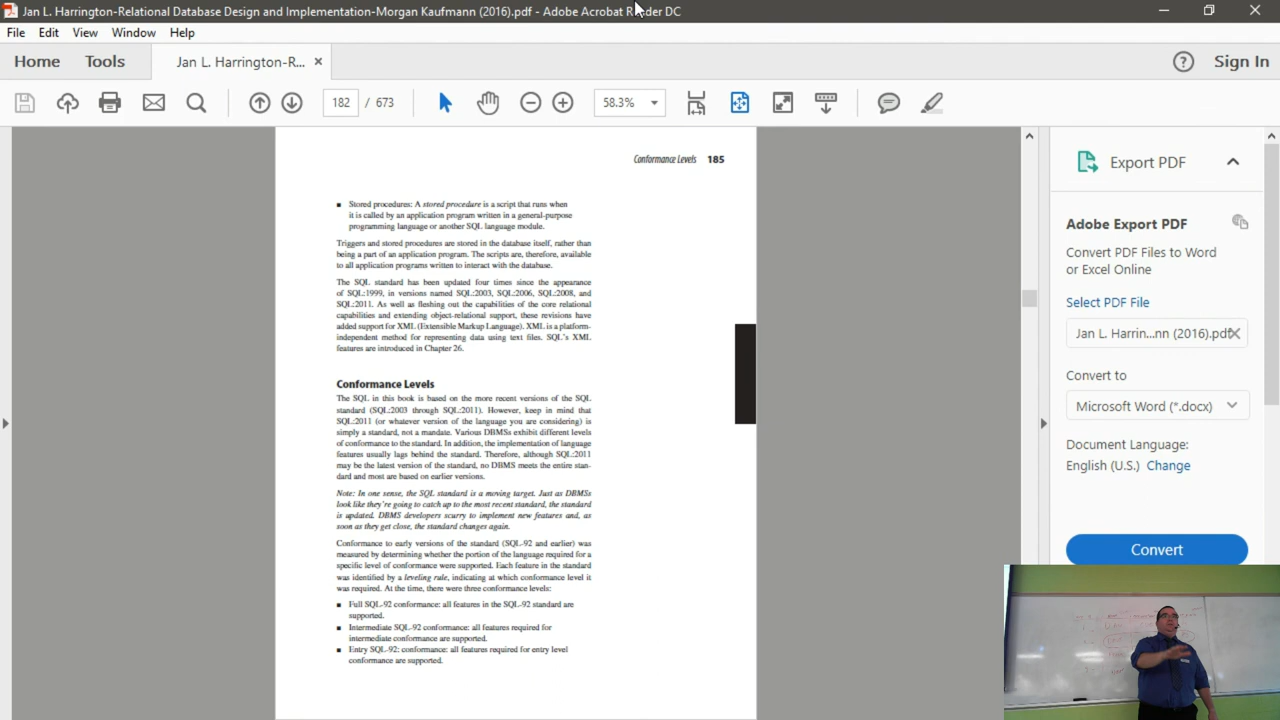 Jan L. Harrington-Relational Database Design and Implementation-Morgan Kaufmann (2016).pdf - Adobe Acrobat Reader DC
File Edit View Window Help
Home Tools Jan L. Harrington-R... Sign In
182 / 673 58.3%
Conformance Levels 185
■ Stored procedures: A stored procedure is a script that runs when
it is called by an application program written in a general-purpose
programming language or another SQL language module.
Triggers and stored procedures are stored in the database itself, rather than
being a part of an application program. The scripts are, therefore, available
to all application programs written to interact with the database.
The SQL standard has been updated four times since the appearance
of SQL:1999, in versions named SQL:2003, SQL:2006, SQL:2008, and
SQL:2011. As well as fleshing out the capabilities of the core relational
capabilities and extending object-relational support, these revisions have
added support for XML (Extensible Markup Language). XML is a platform-
independent method for representing data using text files. SQL's XML
features are introduced in Chapter 26.
Conformance Levels
The SQL in this book is based on the more recent versions of the SQL
standard (SQL:2003 through SQL:2011). However, keep in mind that
SQL:2011 (or whatever version of the language you are considering) is
simply a standard, not a mandate. Various DBMSs exhibit different levels
of conformance to the standard. In addition, the implementation of language
features usually lags behind the standard. Therefore, although SQL:2011
may be the latest version of the standard, no DBMS meets the entire stan-
dard and most are based on earlier versions.
Note: In one sense, the SQL standard is a moving target. Just as DBMSs
look like they're going to catch up to the most recent standard, the standard
is updated. DBMS developers scurry to implement new features and, as
soon as they get close, the standard changes again.
Conformance to early versions of the standard (SQL-92 and earlier) was
measured by determining whether the portion of the language required for a
specific level of conformance were supported. Each feature in the standard
was identified by a leveling rule, indicating at which conformance level it
was required. At the time, there were three conformance levels:
■ Full SQL-92 conformance: all features in the SQL-92 standard are
supported.
■ Intermediate SQL-92 conformance: all features required for
intermediate conformance are supported.
■ Entry SQL-92: conformance: all features required for entry level
conformance are supported.
Export PDF
Adobe Export PDF
Convert PDF Files to Word
or Excel Online
Select PDF File
Jan L. Harrin...nn (2016).pdf
Convert to
Microsoft Word (*.docx)
Document Language:
English (U.S.) Change
Convert